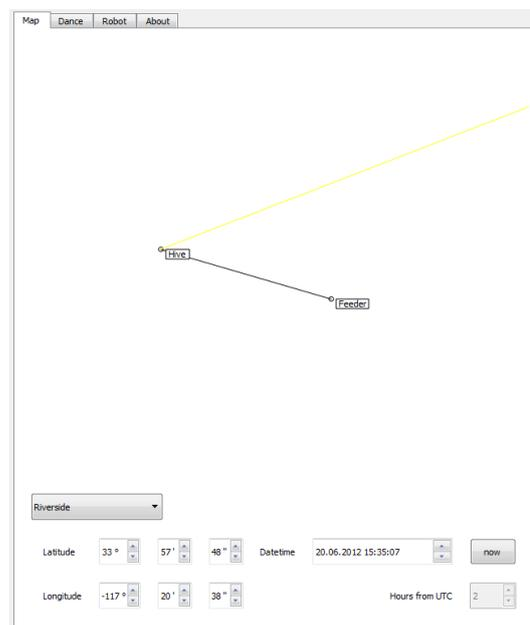 Map Dance Robot About
Hive
Feeder
Riverside
Latitude 33 ° 57 ' 48 " Datetime 20.06.2012 15:35:07 now
Longitude -117 ° 20 ' 38 " Hours from UTC 2